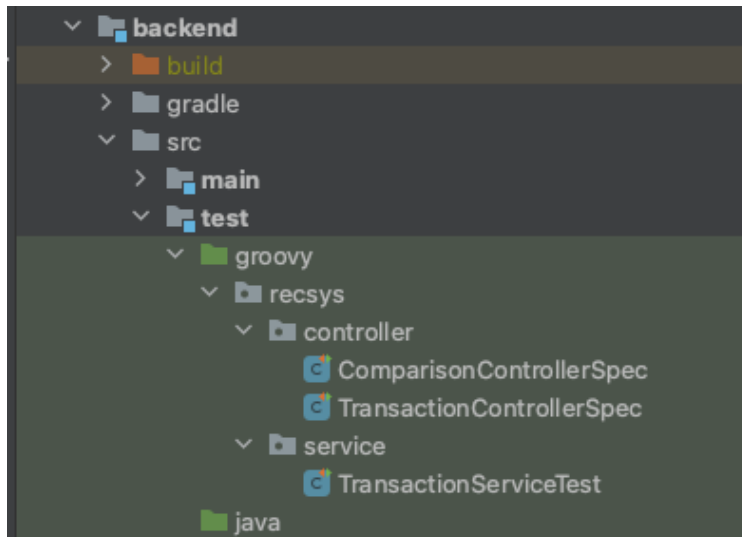 backend
build
gradle
src
main
test
groovy
recsys
controller
ComparisonControllerSpec
TransactionControllerSpec
service
TransactionServiceTest
java